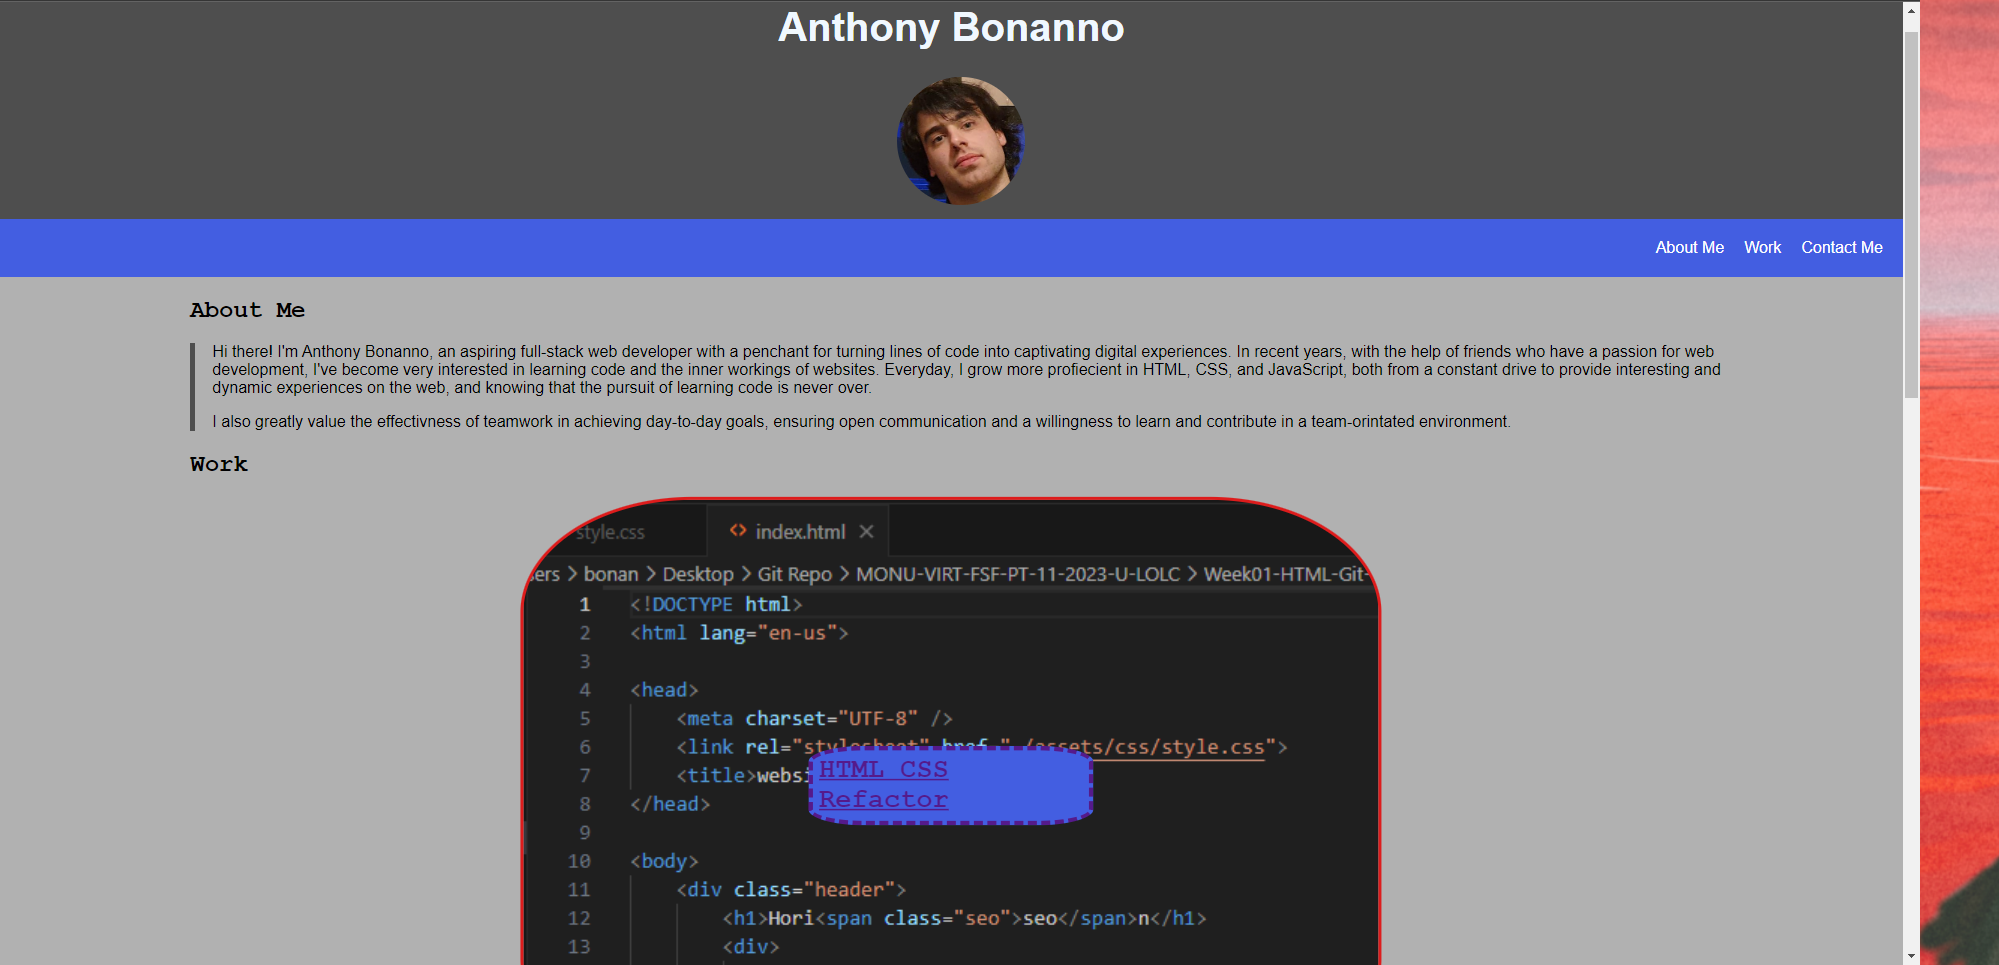 Anthony Bonanno
About Me Work Contact Me
About Me
Hi there! I'm Anthony Bonanno, an aspiring full-stack web developer with a penchant for turning lines of code into captivating digital experiences. In recent years, with the help of friends who have a passion for web
development, I've become very interested in learning code and the inner workings of websites. Everyday, I grow more profiecient in HTML, CSS, and JavaScript, both from a constant drive to provide interesting and
dynamic experiences on the web, and knowing that the pursuit of learning code is never over.
I also greatly value the effectivness of teamwork in achieving day-to-day goals, ensuring open communication and a willingness to learn and contribute in a team-orintated environment.
Work
style.css <> index.html ×
sers > bonan > Desktop > Git Repo > MONU-VIRT-FSF-PT-11-2023-U-LOLC > Week01-HTML-Git-
1 <!DOCTYPE html>
2 <html lang="en-us">
3
4 <head>
5 <meta charset="UTF-8" />
6 <link rel="stylesheet" href="./assets/css/style.css">
7 <title>websi
8 </head>
9
10 <body>
11 <div class="header">
12 <h1>Hori<span class="seo">seo</span>n</h1>
13 <div>
HTML CSS
Refactor